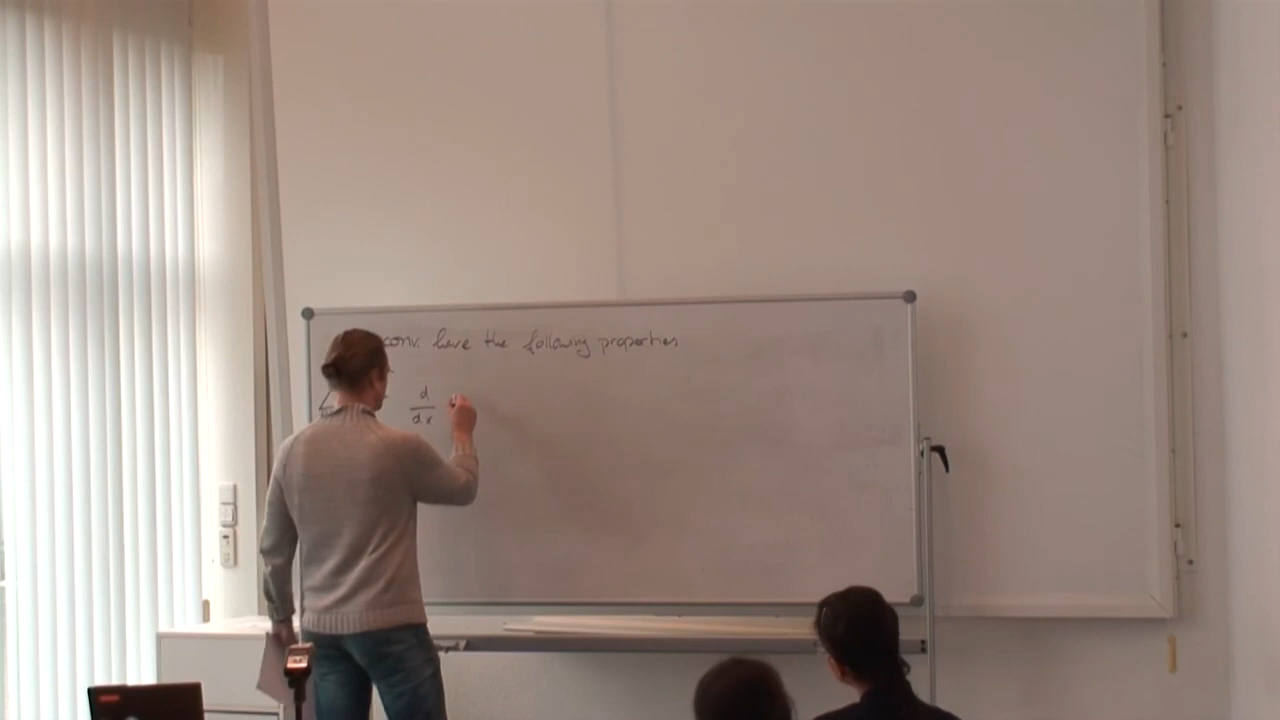 conv. have the following properties
d
dx